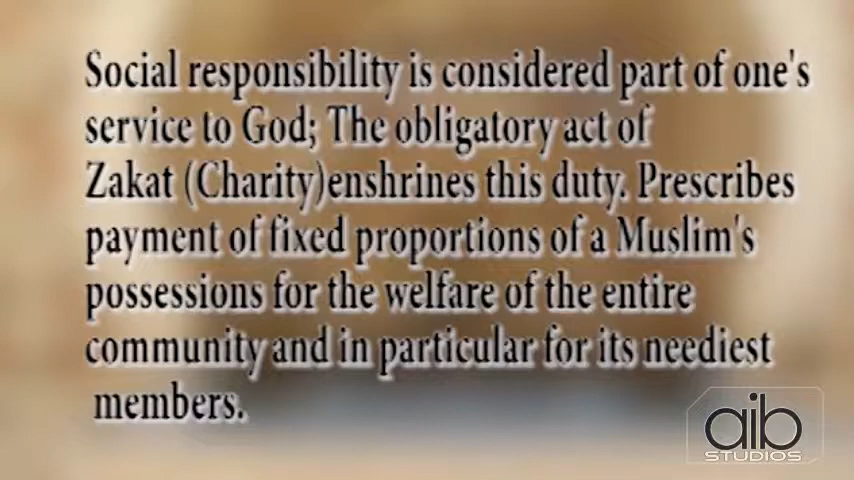 Social responsibility is considered part of one's
service to God; The obligatory act of
Zakat (Charity)enshrines this duty. Prescribes
payment of fixed proportions of a Muslim's
possessions for the welfare of the entire
community and in particular for its neediest
members.
aib
STUDIOS